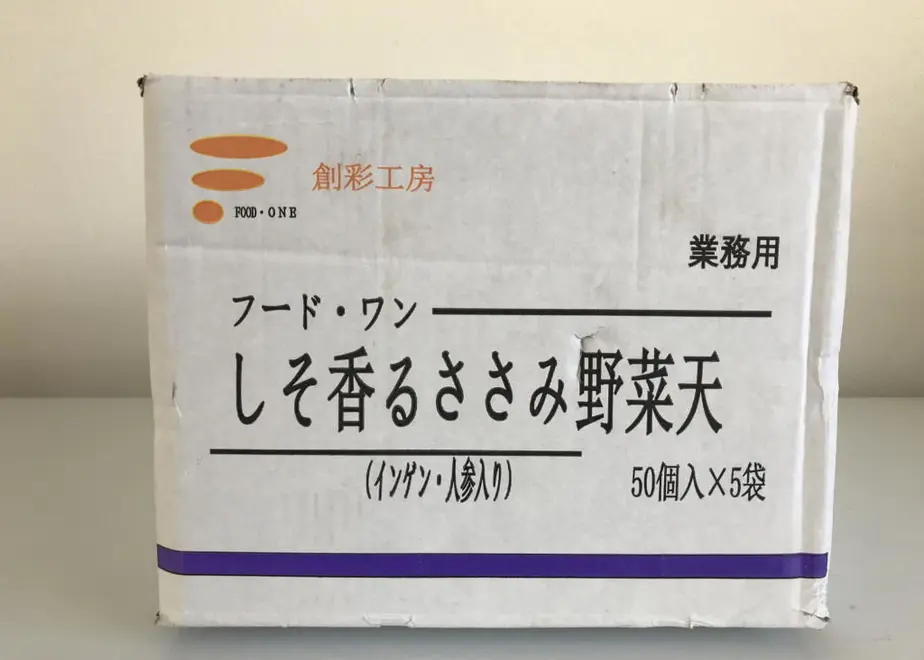 創彩工房
FOOD・ONE
業務用
フード・ワン
しそ香るささみ野菜天
(インゲン・人参入り)
50個入×5袋